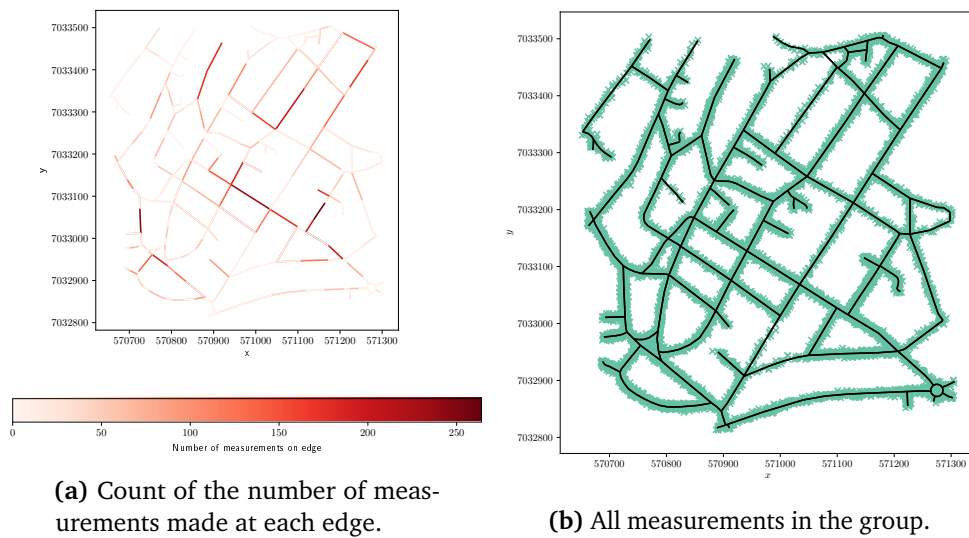 7033500
7033400
7033300
7033200
7033100
7033000
7032900
7032800
y
570700 570800 570900 571000 571100 571200 571300
x
0 50 100 150 200 250
Number of measurements on edge
(a) Count of the number of meas-
urements made at each edge.
7033500
7033400
7033300
7033200
7033100
7033000
7032900
7032800
y
570700 570800 570900 571000 571100 571200 571300
x
(b) All measurements in the group.